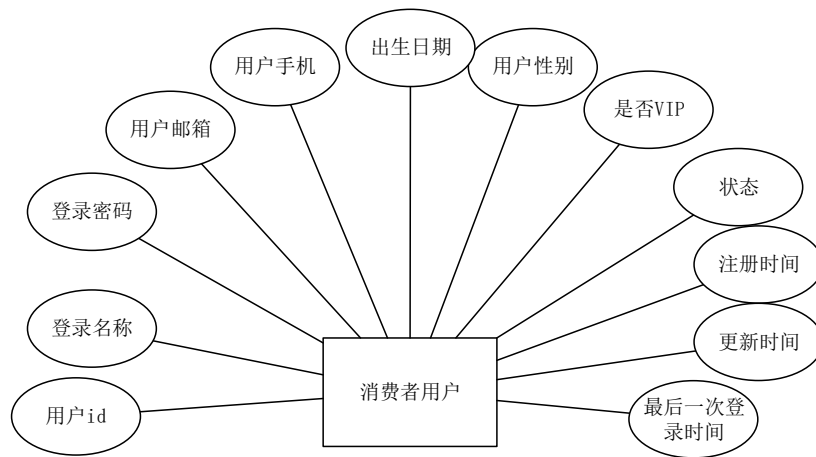 出生日期
用户手机
用户性别
是否VIP
用户邮箱
状态
登录密码
注册时间
登录名称
更新时间
消费者用户
用户id
最后一次登
录时间